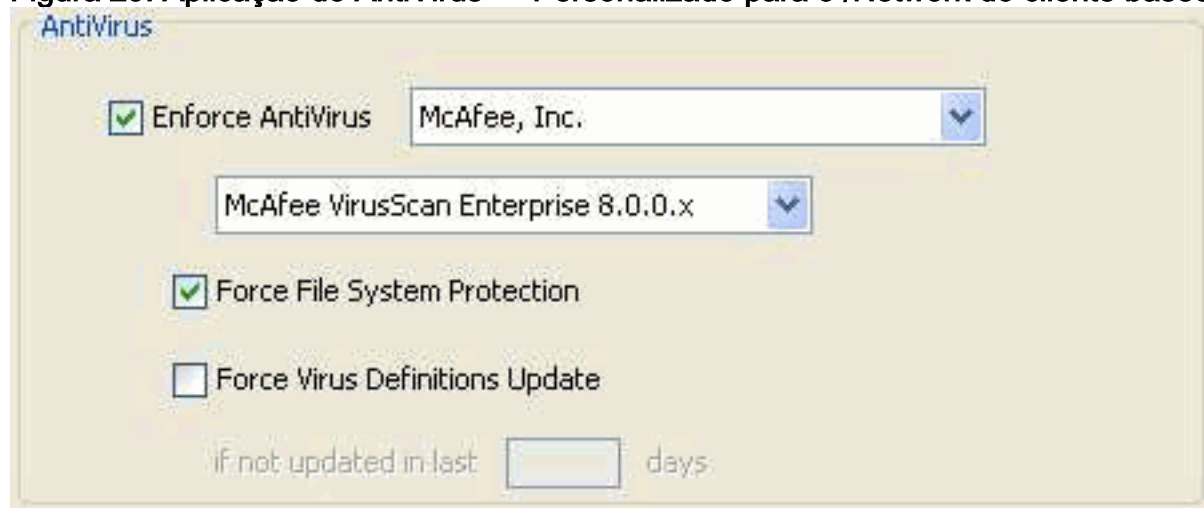 AntiVirus
Enforce AntiVirus McAfee, Inc.
McAfee VirusScan Enterprise 8.0.0.x
Force File System Protection
Force Virus Definitions Update
if not updated in last days